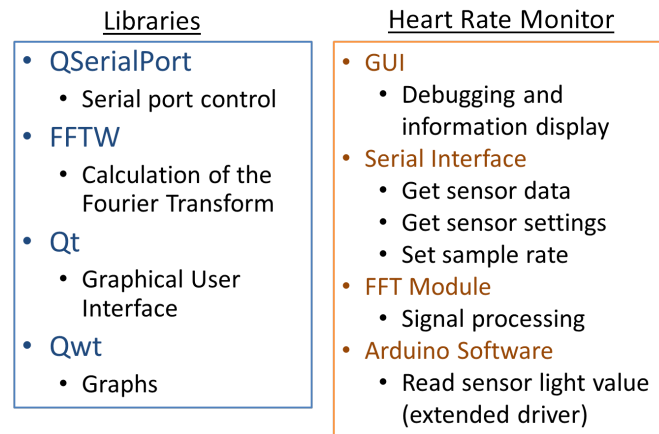 Libraries
• QSerialPort
• Serial port control
• FFTW
• Calculation of the
Fourier Transform
• Qt
• Graphical User
Interface
• Qwt
• Graphs
Heart Rate Monitor
• GUI
• Debugging and
information display
• Serial Interface
• Get sensor data
• Get sensor settings
• Set sample rate
• FFT Module
• Signal processing
• Arduino Software
• Read sensor light value
(extended driver)